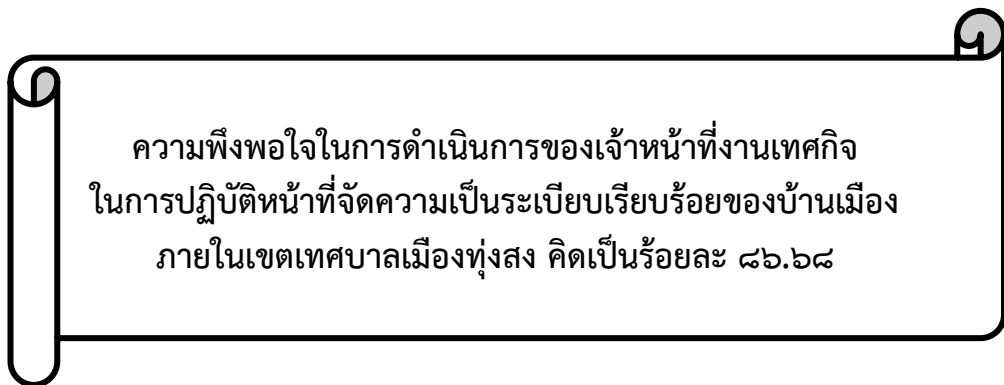 ความพึงพอใจในการดำเนินการของเจ้าหน้าที่งานเทศกิจ
ในการปฏิบัติหน้าที่จัดความเป็นระเบียบเรียบร้อยของบ้านเมือง
ภายในเขตเทศบาลเมืองทุ่งสง คิดเป็นร้อยละ ๘๖.๖๘